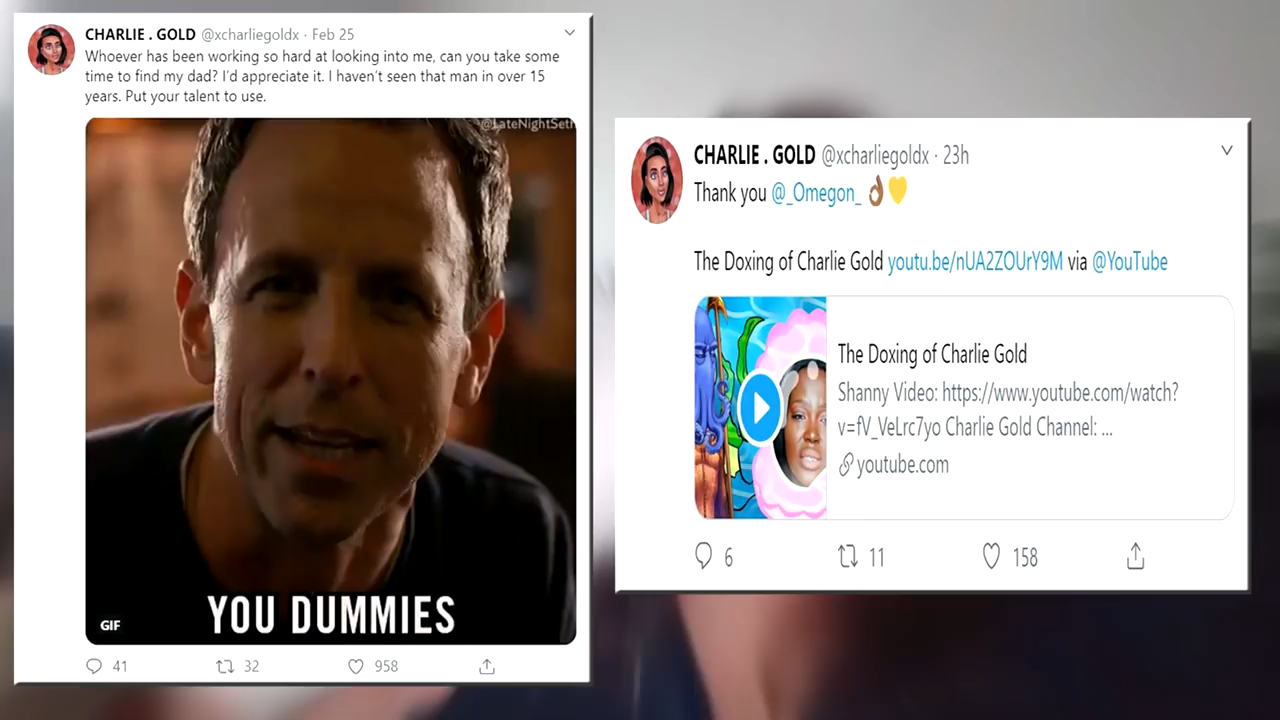 CHARLIE . GOLD @xcharliegoldx · Feb 25
Whoever has been working so hard at looking into me, can you take some
time to find my dad? I'd appreciate it. I haven't seen that man in over 15
years. Put your talent to use.
@LateNightSeth
YOU DUMMIES
GIF
41 32 958
CHARLIE . GOLD @xcharliegoldx · 23h
Thank you @_Omegon_ 👌🏾💛
The Doxing of Charlie Gold youtu.be/nUA2ZOUrY9M via @YouTube
The Doxing of Charlie Gold
Shanny Video: https://www.youtube.com/watch?
v=fV_VeLrc7yo Charlie Gold Channel: ...
youtube.com
6 11 158